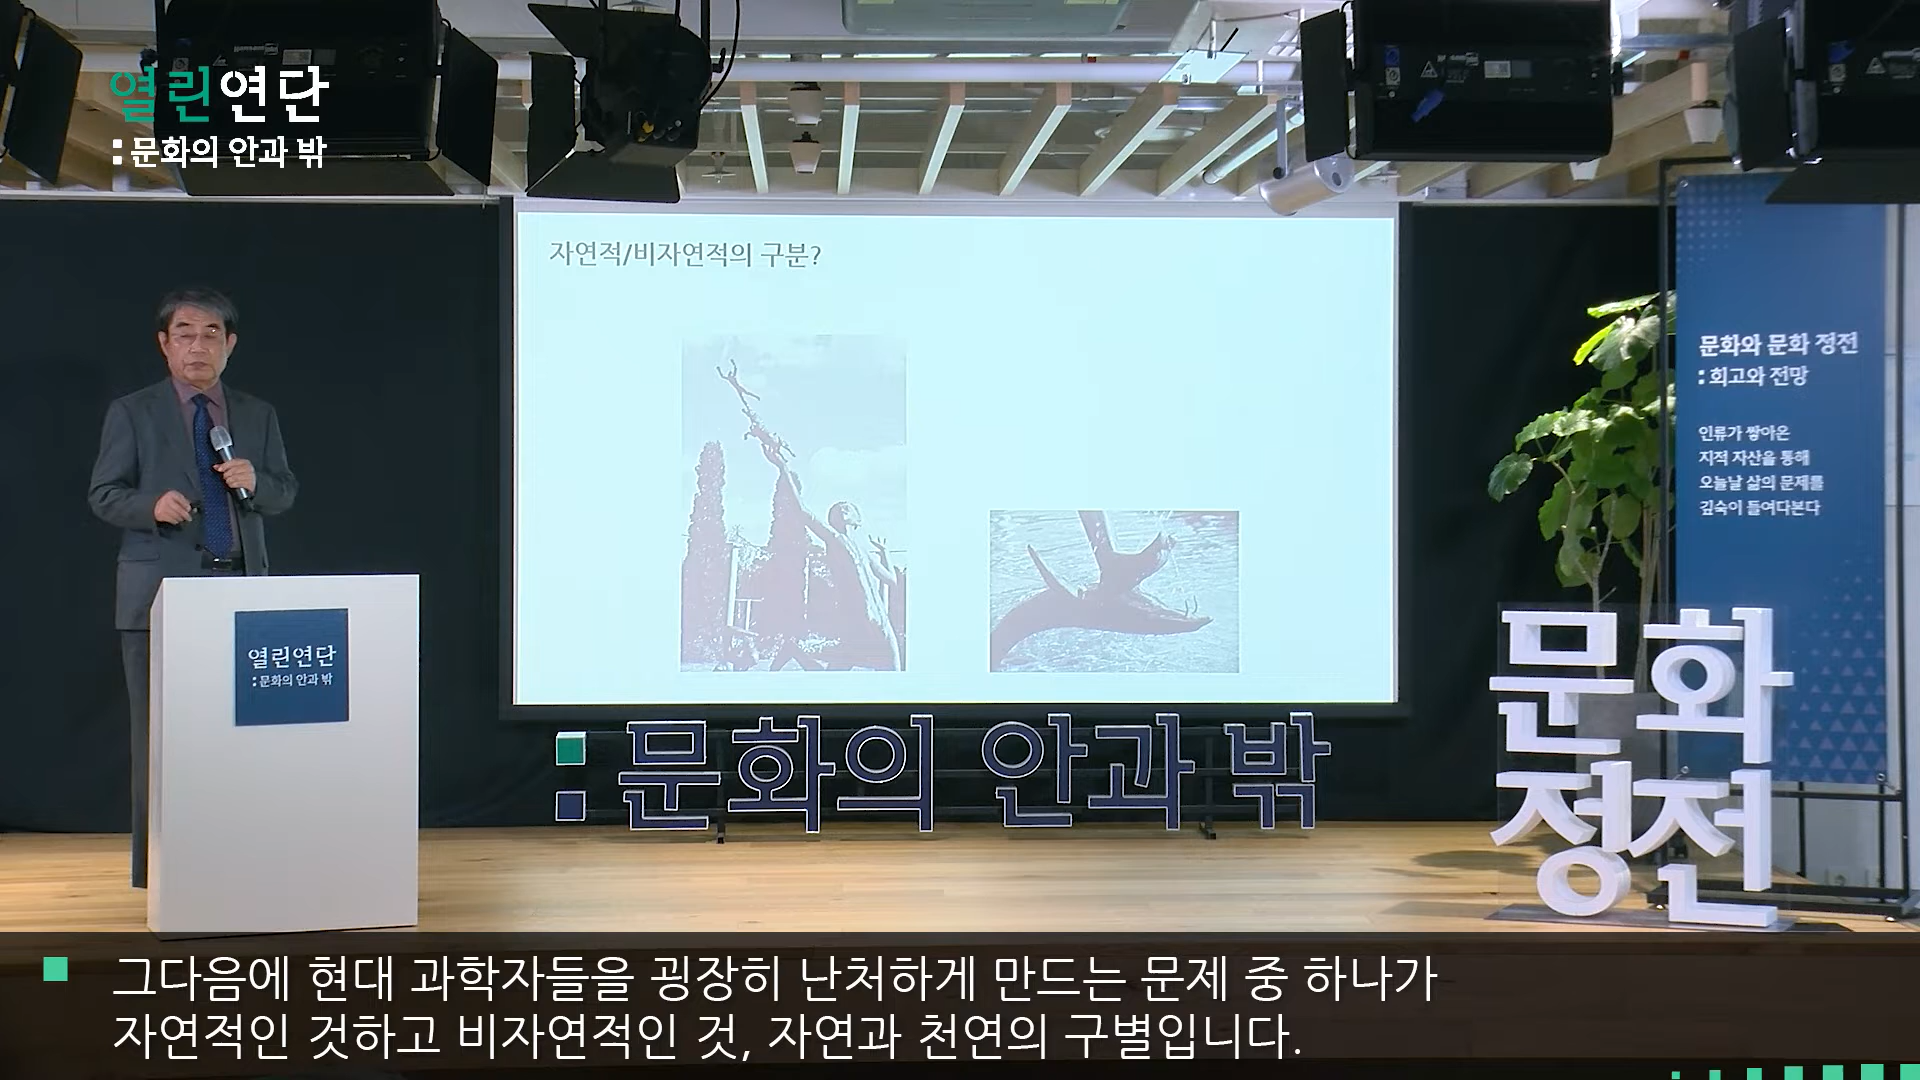 열린연단
:문화의 안과 밖
자연적/비자연적의 구분?
문화와 문화 정전
:회고와 전망
인류가 쌓아온
지적 자산을 통해
오늘날 삶의 문제를
깊숙이 들여다본다
열린연단
:문화의 안과 밖
:문화의 안과 밖
문화
정전
그다음에 현대 과학자들을 굉장히 난처하게 만드는 문제 중 하나가
자연적인 것하고 비자연적인 것, 자연과 천연의 구별입니다.